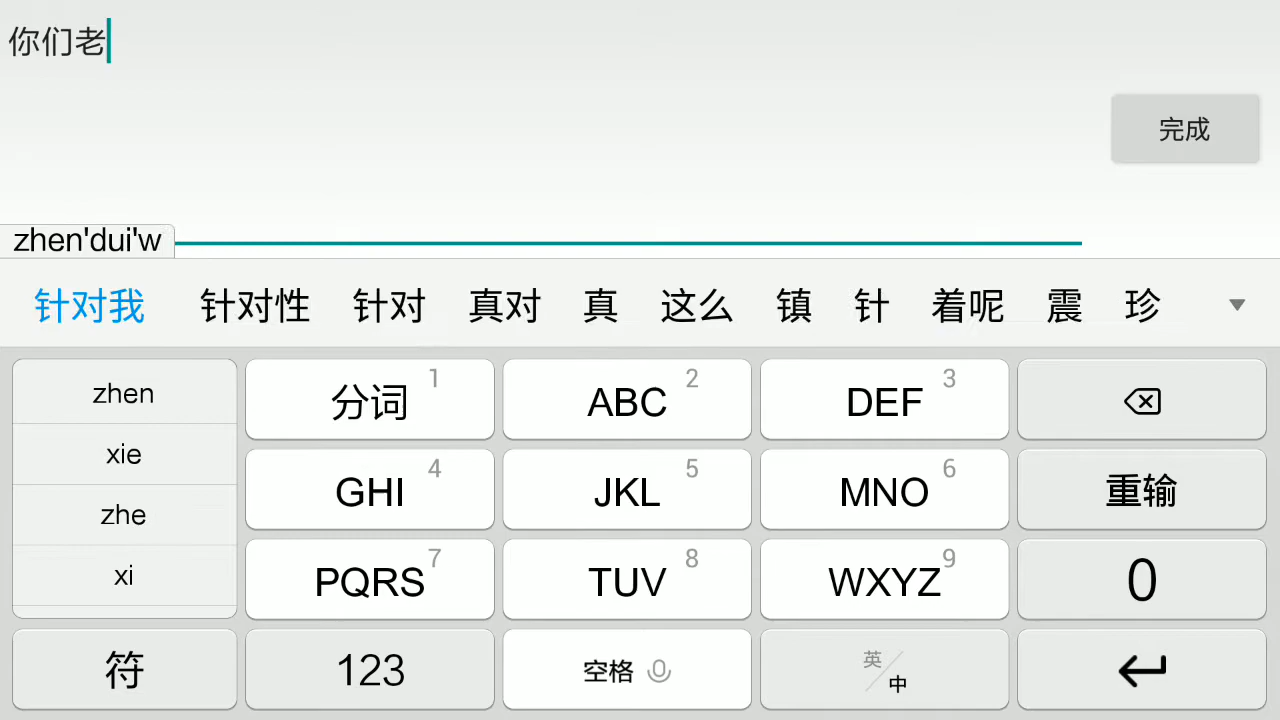 你们老
完成
zhen'dui'w
针对我 针对性 针对 真对 真 这么 镇 针 着呢 震 珍
zhen
xie
zhe
xi
分词 1
ABC 2
DEF 3
GHI 4
JKL 5
MNO 6
重输
PQRS 7
TUV 8
WXYZ 9
0
符
123
空格
英/中